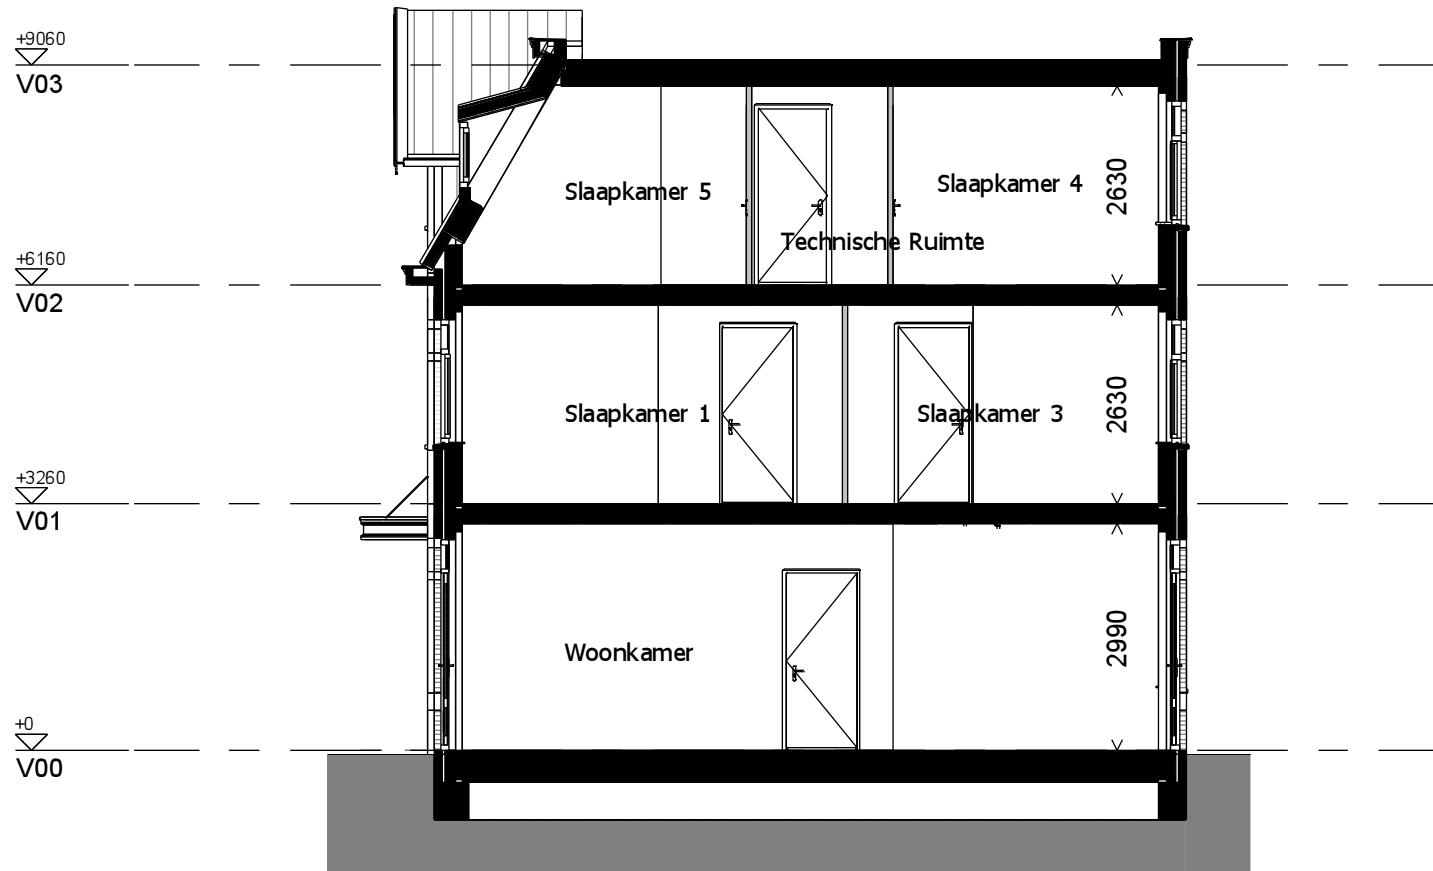 +9060
V03
Slaapkamer 5
Slaapkamer 4
2630
Technische Ruimte
+6160
V02
Slaapkamer 1
Slaapkamer 3
2630
+3260
V01
Woonkamer
2990
+0
V00